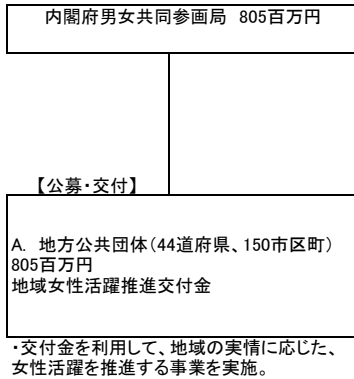 内閣府男女共同参画局 805百万円
【公募・交付】
A. 地方公共団体(44道府県、150市区町)
805百万円
地域女性活躍推進交付金
・交付金を利用して、地域の実情に応じた、
女性活躍を推進する事業を実施。